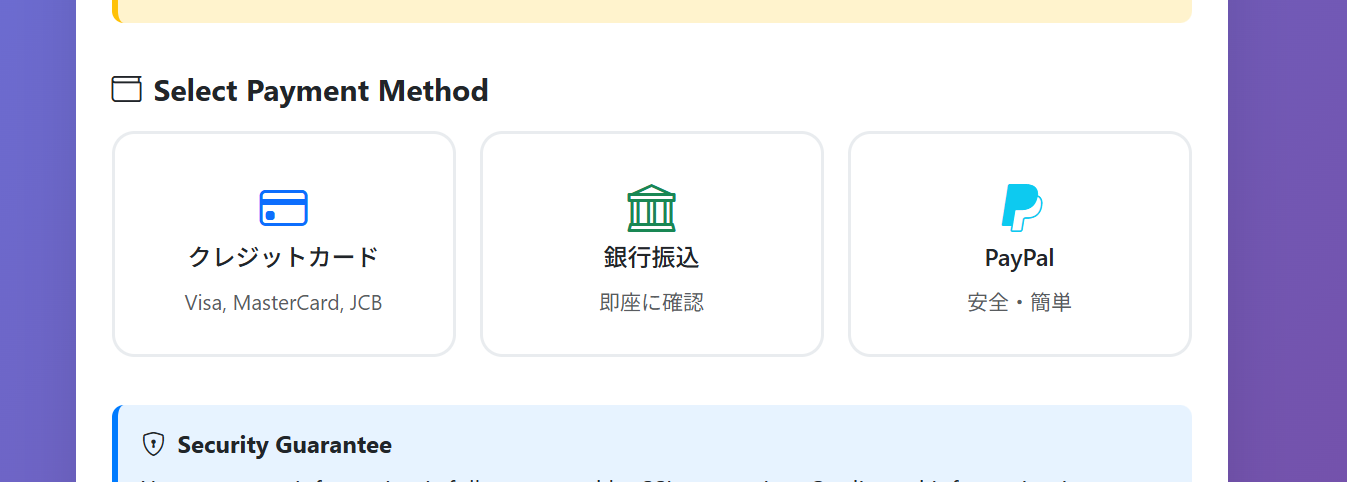 Select Payment Method
クレジットカード
Visa, MasterCard, JCB
銀行振込
即座に確認
PayPal
安全・簡単
Security Guarantee